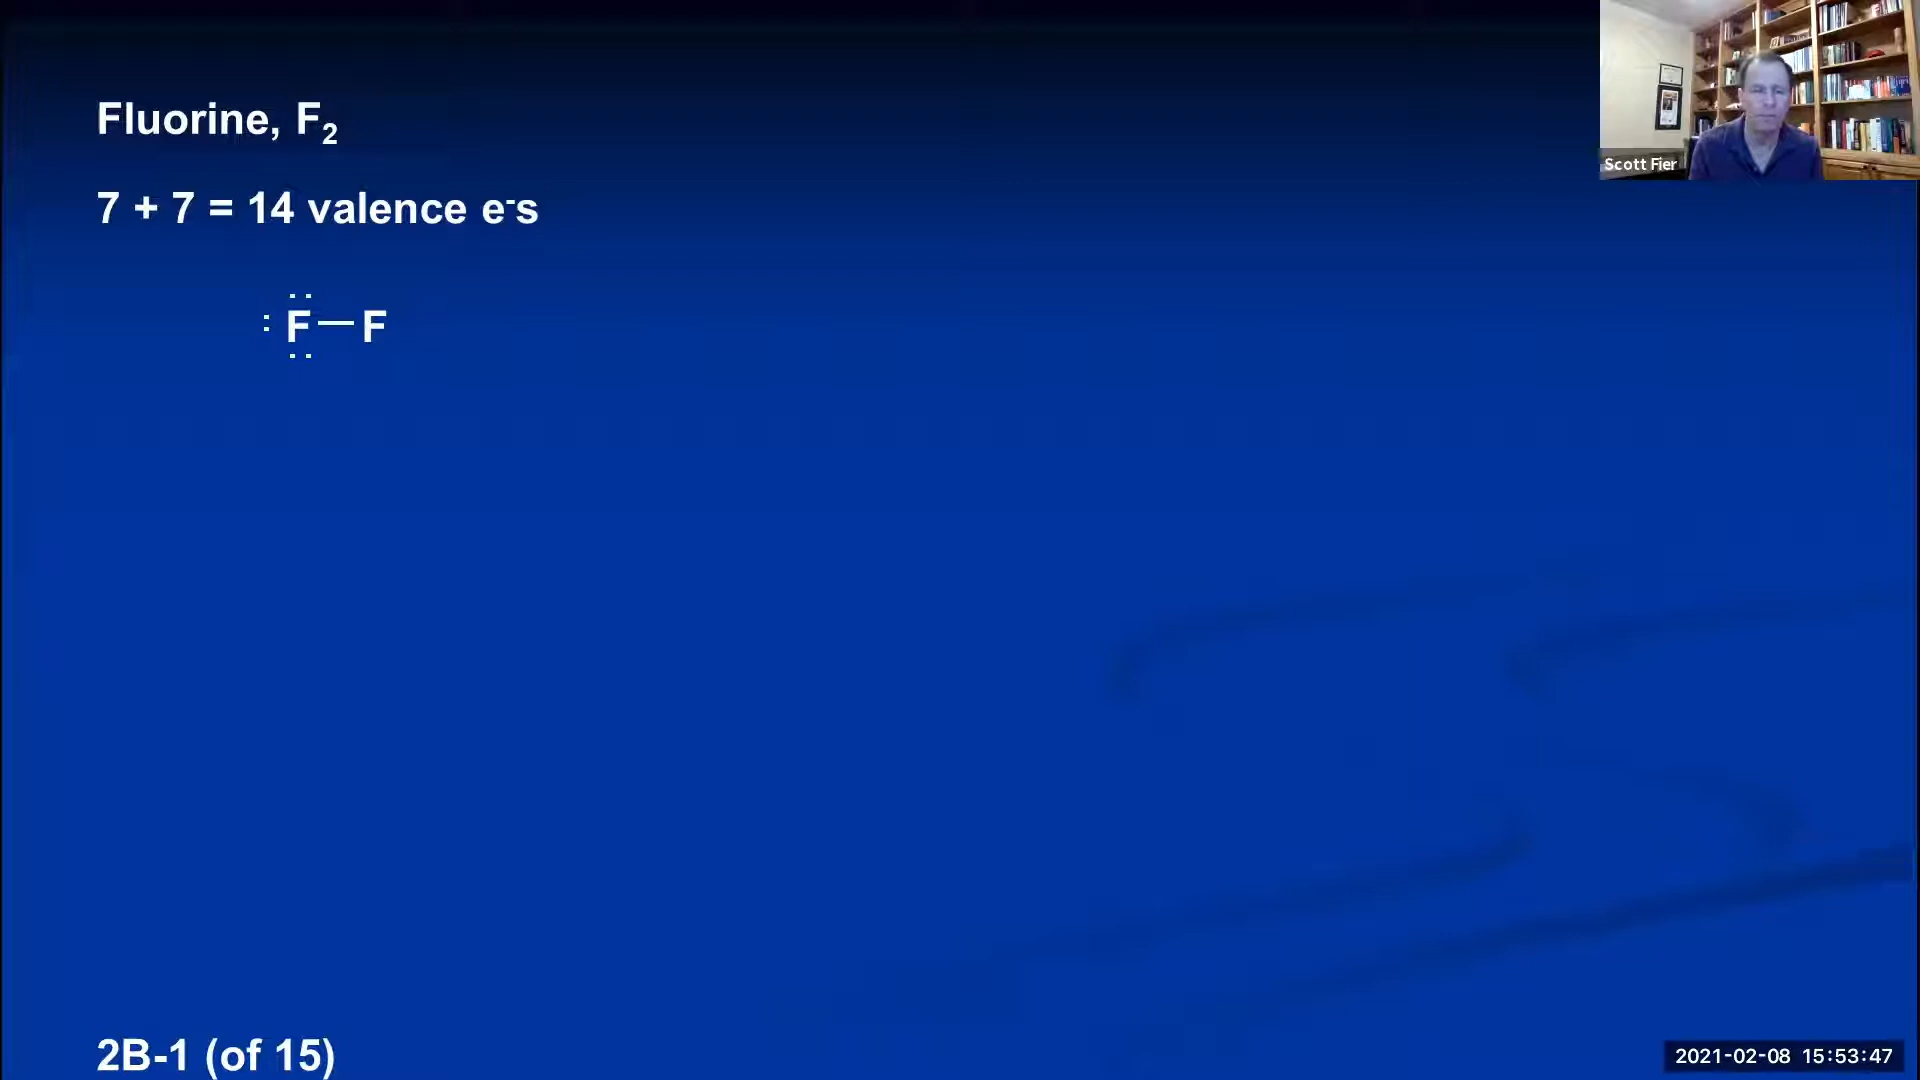 Fluorine, F₂
Scott Fier
7 + 7 = 14 valence e⁻s
:F̤̈—F
2B-1 (of 15)
2021-02-08 15:53:47